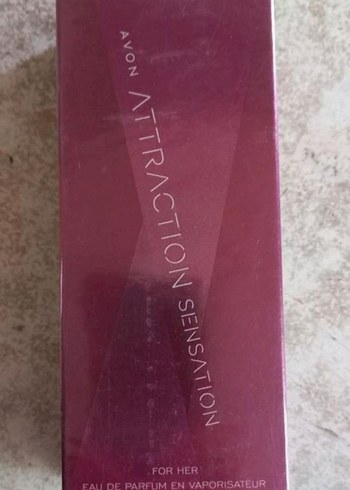 AVON
ATTRACTION SENSATION
FOR HER
EAU DE PARFUM EN VAPORISATEUR